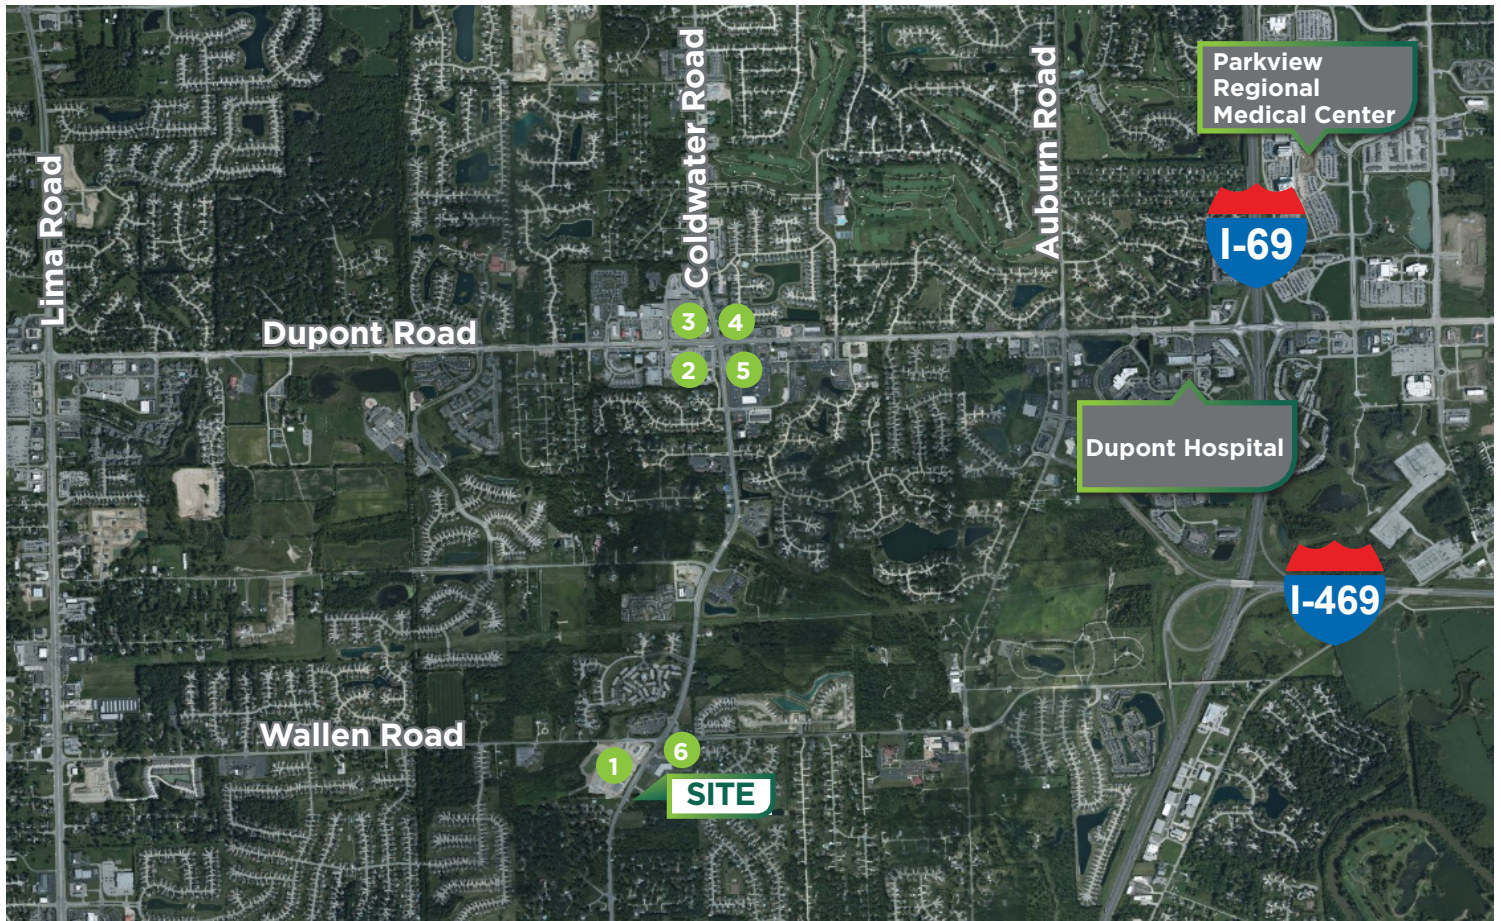 Parkview
Regional
Medical Center
Coldwater Road
Auburn Road
Lima Road
I-69
3
4
Dupont Road
2
5
Dupont Hospital
I-469
Wallen Road
6
1
SITE